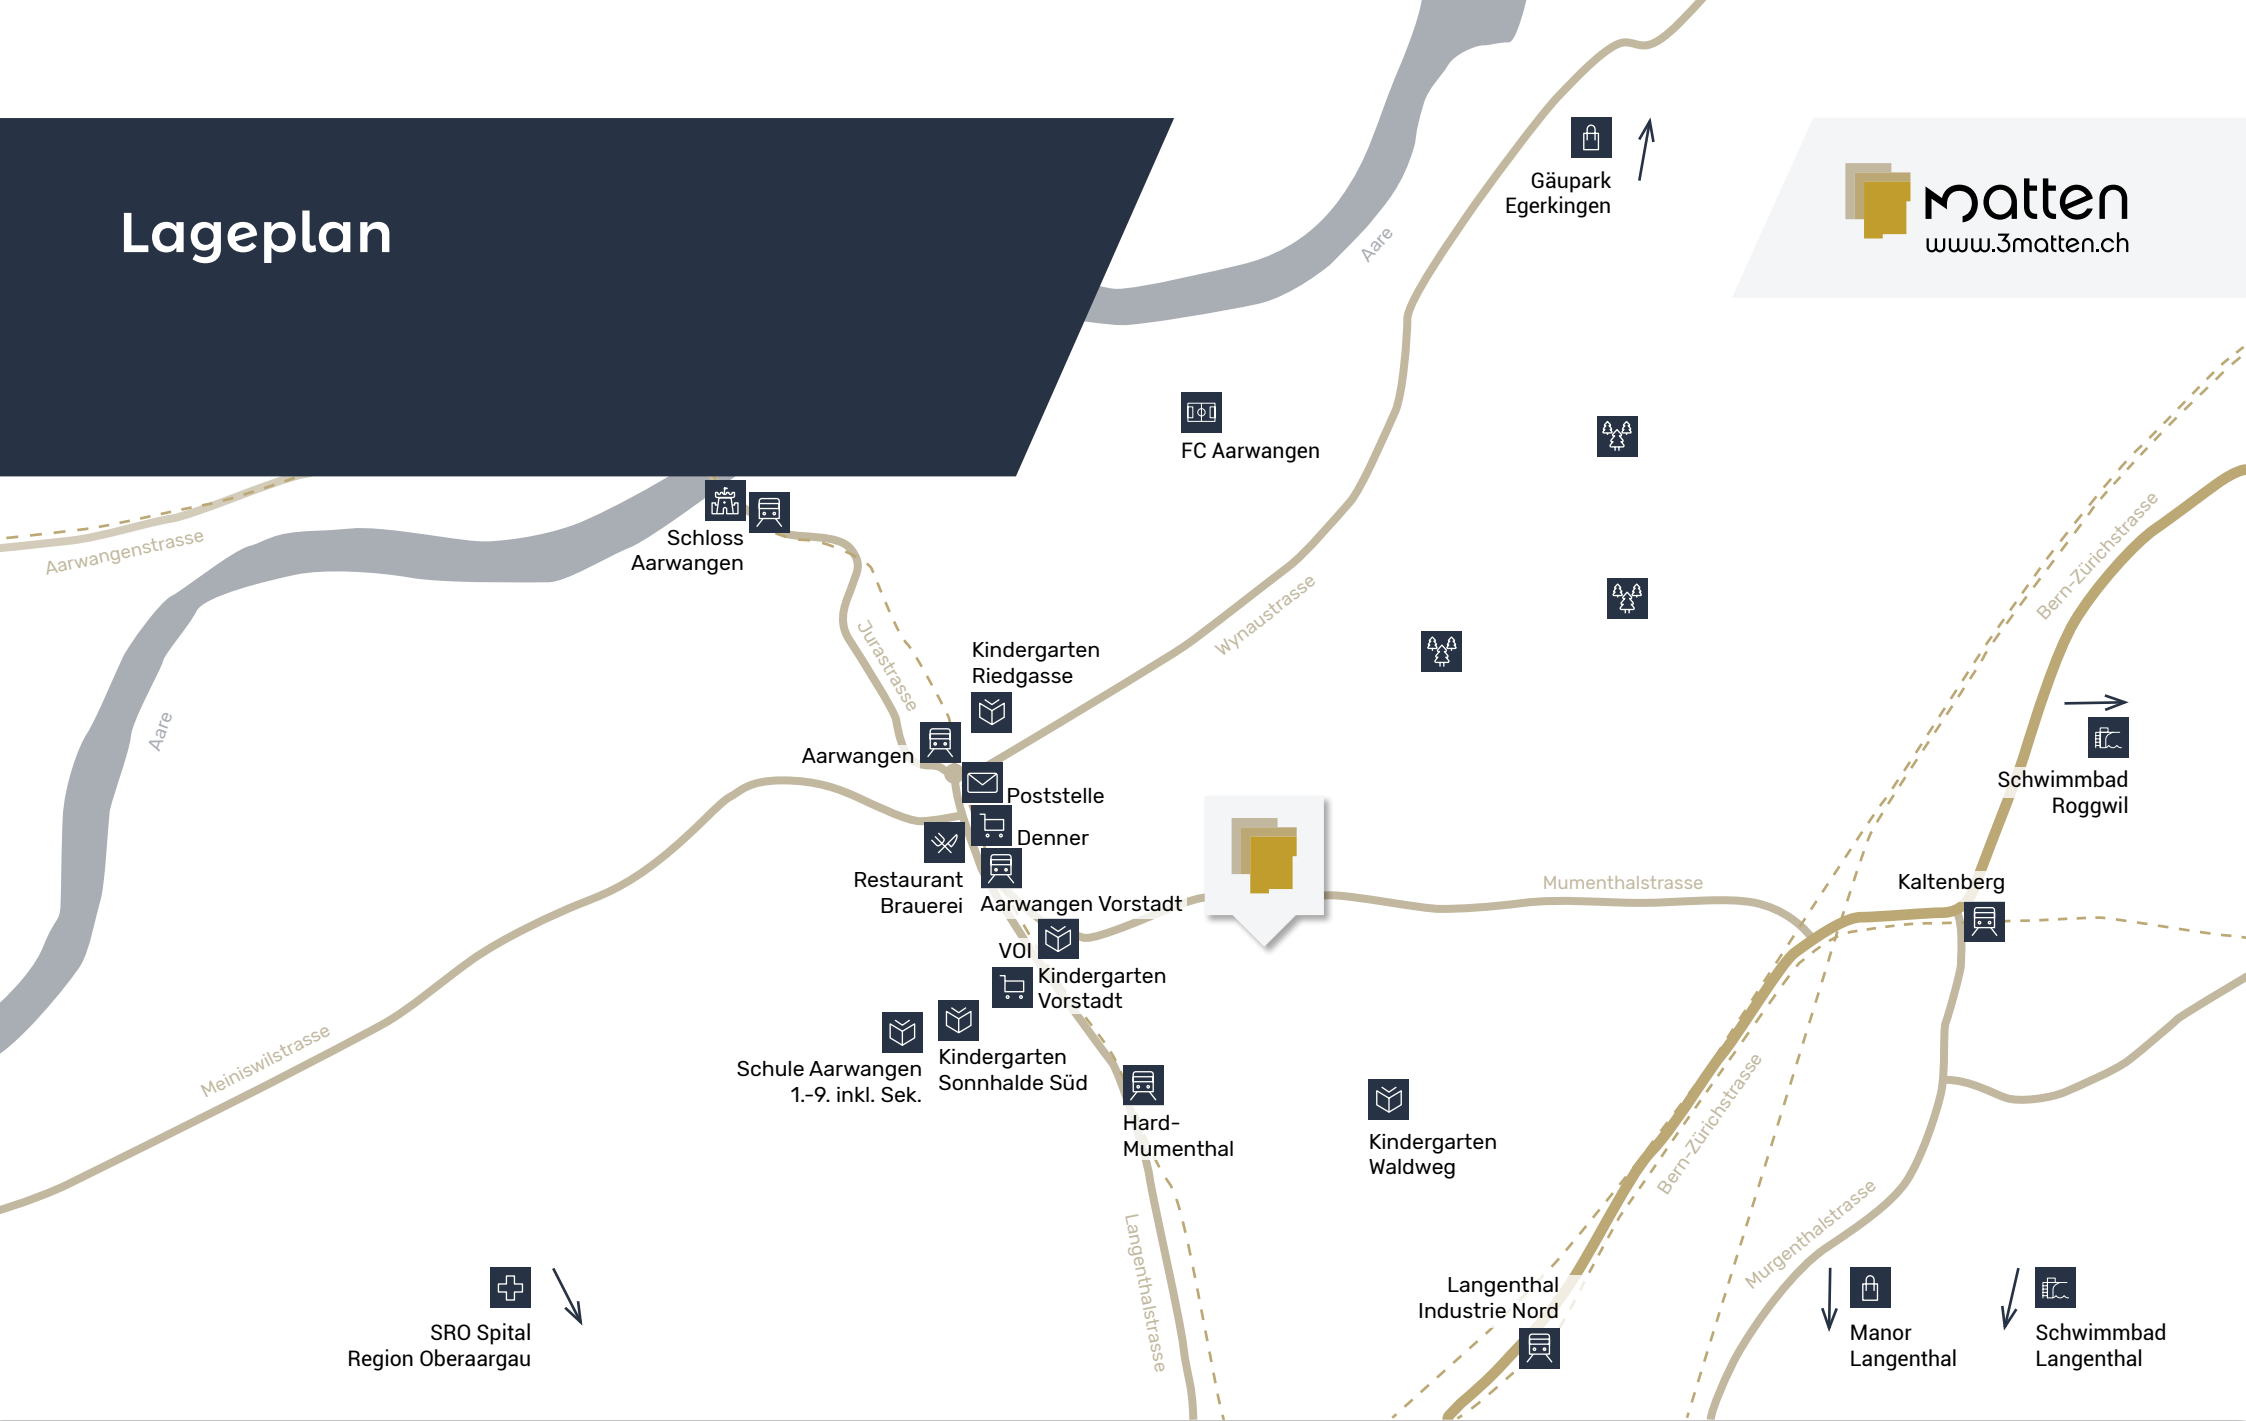 Lageplan
matten
www.3matten.ch
Gäupark
Egerkingen
Aare
FC Aarwangen
Aarwangenstrasse
Schloss
Aarwangen
Bern-Zürichstrasse
Wynaustrasse
Jurastrasse
Kindergarten
Riedgasse
Aare
Aarwangen
Poststelle
Denner
Schwimmbad
Roggwil
Restaurant
Brauerei
Aarwangen Vorstadt
Mumenthalstrasse
Kaltenberg
VOI
Kindergarten
Vorstadt
Meiniswilstrasse
Schule Aarwangen
1.-9. inkl. Sek.
Kindergarten
Sonnhalde Süd
Hard-
Mumenthal
Kindergarten
Waldweg
Bern-Zürichstrasse
Murgenthalstrasse
Langenthalstrasse
Langenthal
Industrie Nord
SRO Spital
Region Oberaargau
Manor
Langenthal
Schwimmbad
Langenthal